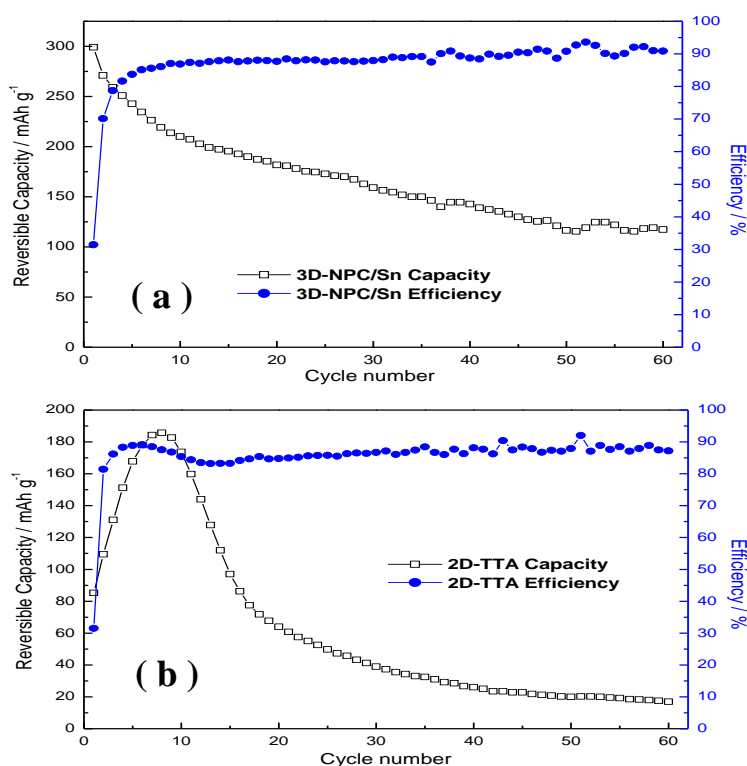 300
250
200
150
100
50
0
Reversible Capacity / mAh g⁻¹
100
90
80
70
60
50
40
30
20
10
0
Efficiency / %
3D-NPC/Sn Capacity
3D-NPC/Sn Efficiency
( a )
0 10 20 30 40 50 60
Cycle number
200
180
160
140
120
100
80
60
40
20
0
Reversible Capacity / mAh g⁻¹
100
90
80
70
60
50
40
30
20
10
0
Efficiency / %
2D-TTA Capacity
2D-TTA Efficiency
( b )
0 10 20 30 40 50 60
Cycle number